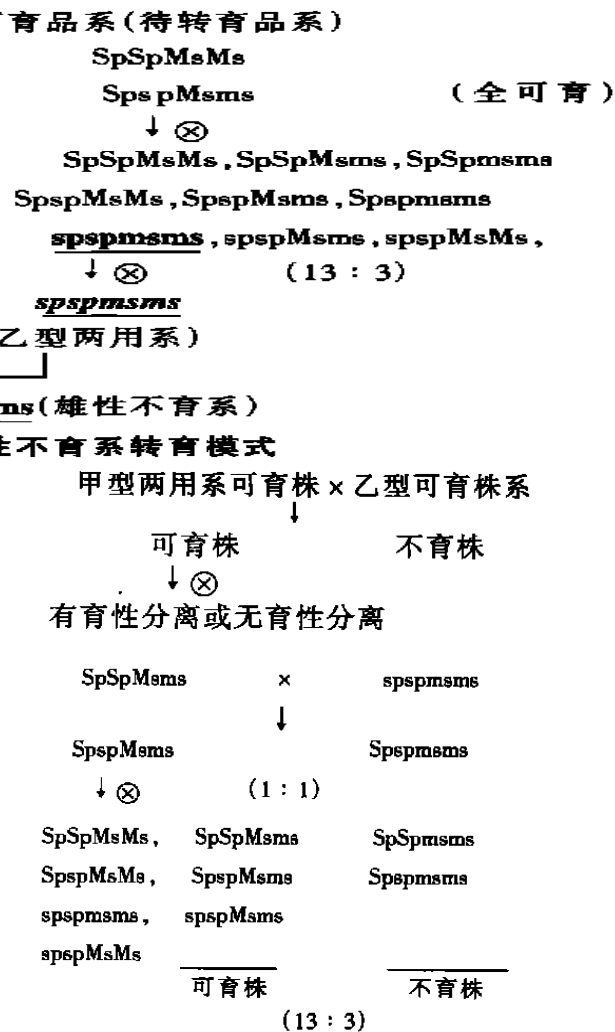 育品系(待转育品系)
SpSpMsMs
SpspMsms (全可育)
↓ ⊗
SpSpMsMs,SpSpMsms,SpSpmsms
SpspMsMs,SpspMsms,Spspmsms
spspmsms,spspMsms,spspMsMs,
↓ ⊗ (13:3)
spspmsms
乙型两用系)
ms(雄性不育系)
性不育系转育模式
甲型两用系可育株×乙型可育株系
↓
可育株 不育株
↓ ⊗
有育性分离或无育性分离
SpSpMsms × spspmsms
↓
SpspMsms Spspmsms
↓ ⊗ (1:1)
SpSpMsMs, SpSpMsms SpSpmsms
SpspMsMs, SpspMsms Spspmsms
spspmsms, spspMsms
spspMsMs
可育株 不育株
(13:3)